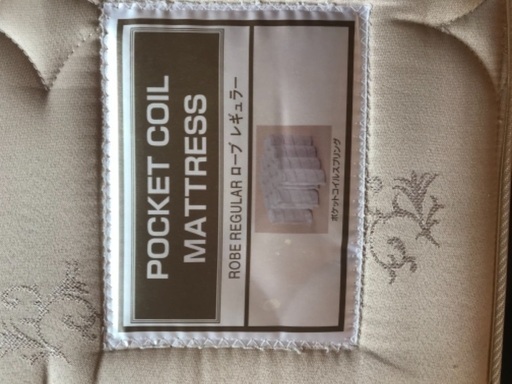 POCKET COIL
MATTRESS
ROBE REGULAR ローブ レギュラー
ポケットコイルスプリング